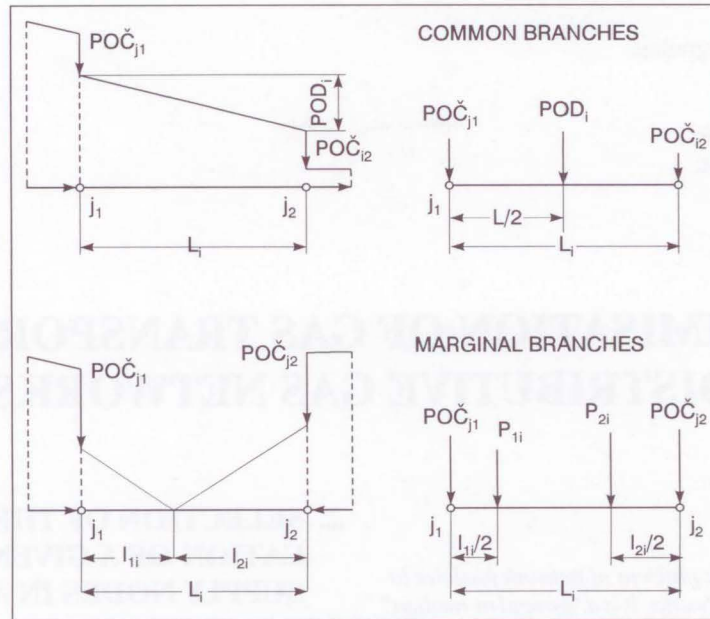 POČj1
PODi
POČi2
j1
j2
Li
COMMON BRANCHES
POČj1
PODi
POČi2
j1
L/2
Li
POČj1
POČj2
j1
j2
l1i
l2i
Li
MARGINAL BRANCHES
POČj1
P1i
P2i
POČj2
j1
j2
l1i/2
l2i/2
Li